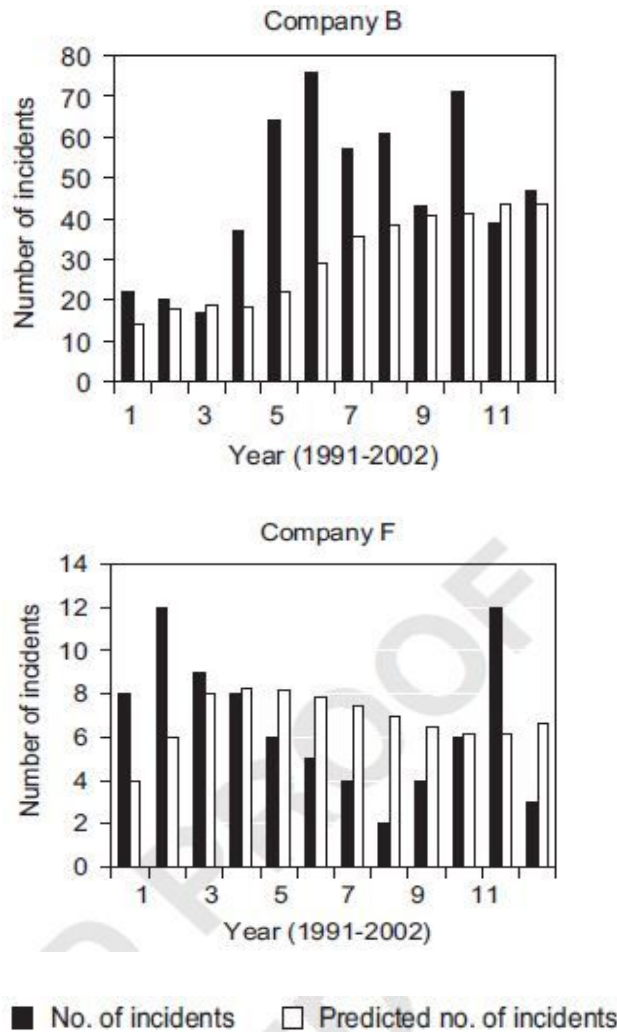 Company B
Number of incidents
80
70
60
50
40
30
20
10
0
1 3 5 7 9 11
Year (1991-2002)
Company F
Number of incidents
14
12
10
8
6
4
2
0
1 3 5 7 9 11
Year (1991-2002)
No. of incidents Predicted no. of incidents
PROOF